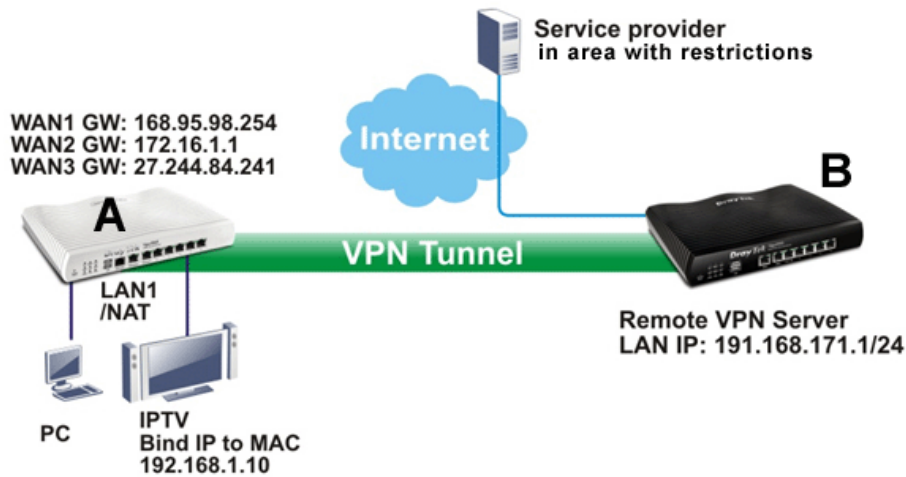 Service provider
in area with restrictions
WAN1 GW: 168.95.98.254
WAN2 GW: 172.16.1.1
WAN3 GW: 27.244.84.241
Internet
A
B
VPN Tunnel
DrayTek
LAN1
/NAT
Remote VPN Server
LAN IP: 191.168.171.1/24
PC
IPTV
Bind IP to MAC
192.168.1.10